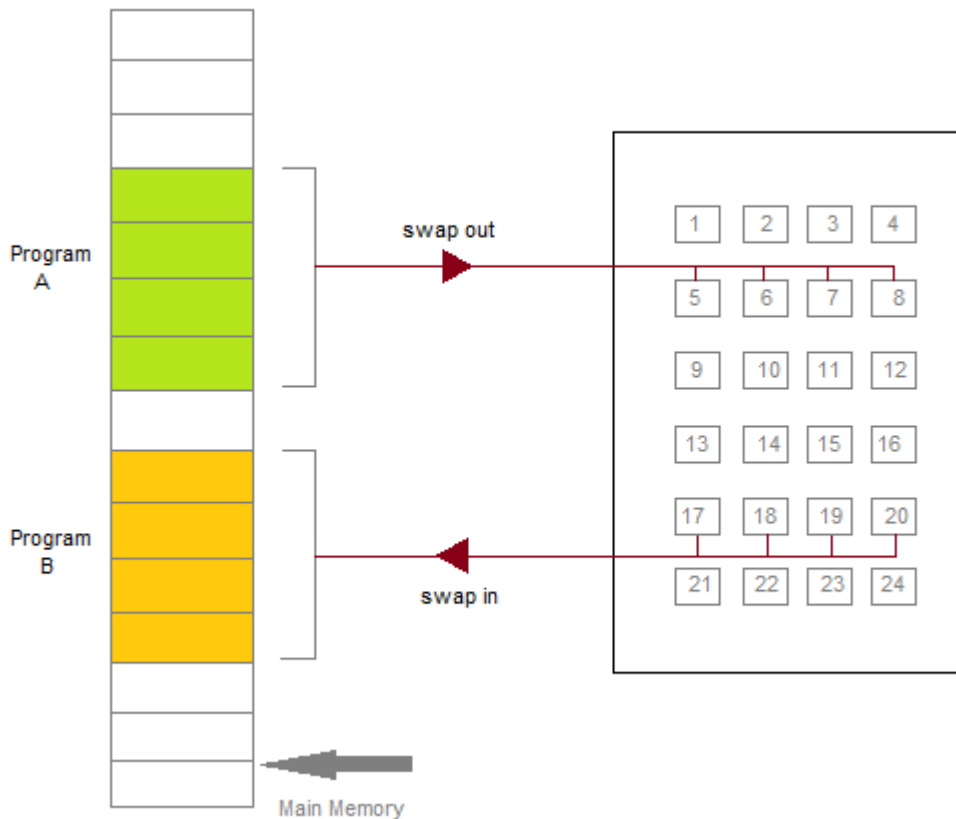 Program
A
swap out
1 2 3 4
5 6 7 8
9 10 11 12
13 14 15 16
17 18 19 20
21 22 23 24
Program
B
swap in
Main Memory